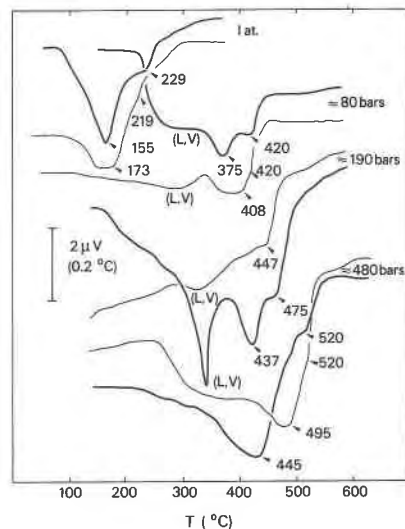 1 at.
229
219
(L,V)
≈80 bars
155
375
420
173
420
≈190 bars
(L,V)
408
2 μV
(0.2 °C)
447
(L,V)
475
≈480 bars
437
520
(L,V)
520
495
445
100 200 300 400 500 600
T (°C)